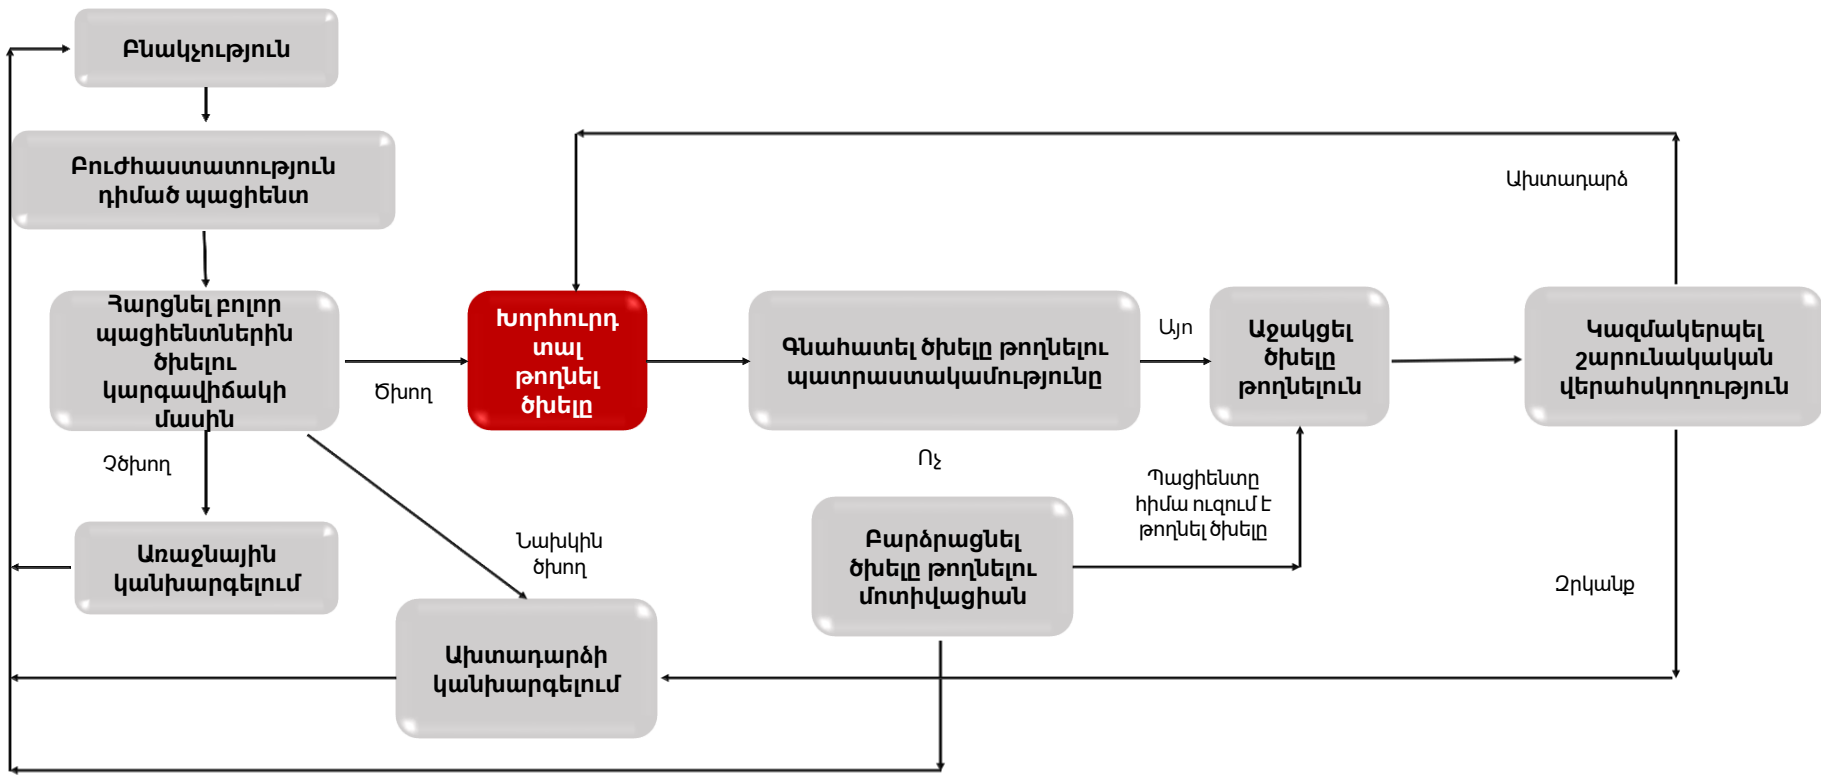 Բնակչություն
Բուժհաստատություն
դիմած պացիենտ
Ախտադարձ
Հարցնել բոլոր
պացիենտներին
ծխելու
կարգավիճակի
մասին
Ծխող
Խորհուրդ
տալ
թողնել
ծխելը
Գնահատել ծխելը թողնելու
պատրաստակամությունը
Այո
Աջակցել
ծխելը
թողնելուն
Կազմակերպել
շարունակական
վերահսկողություն
Չծխող
Ոչ
Պացիենտը
հիմա ուզում է
թողնել ծխելը
Նախկին
ծխող
Առաջնային
կանխարգելում
Բարձրացնել
ծխելը թողնելու
մոտիվացիան
Զրկանք
Ախտադարձի
կանխարգելում